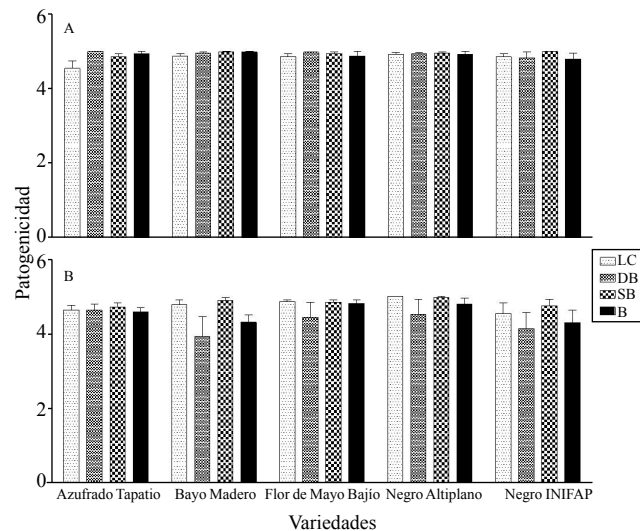 6
A
4
2
0
Patogenicidad
6
B
4
2
0
LC
DB
SB
B
Azufrado Tapatio Bayo Madero Flor de Mayo Bajío Negro Altiplano Negro INIFAP
Variedades